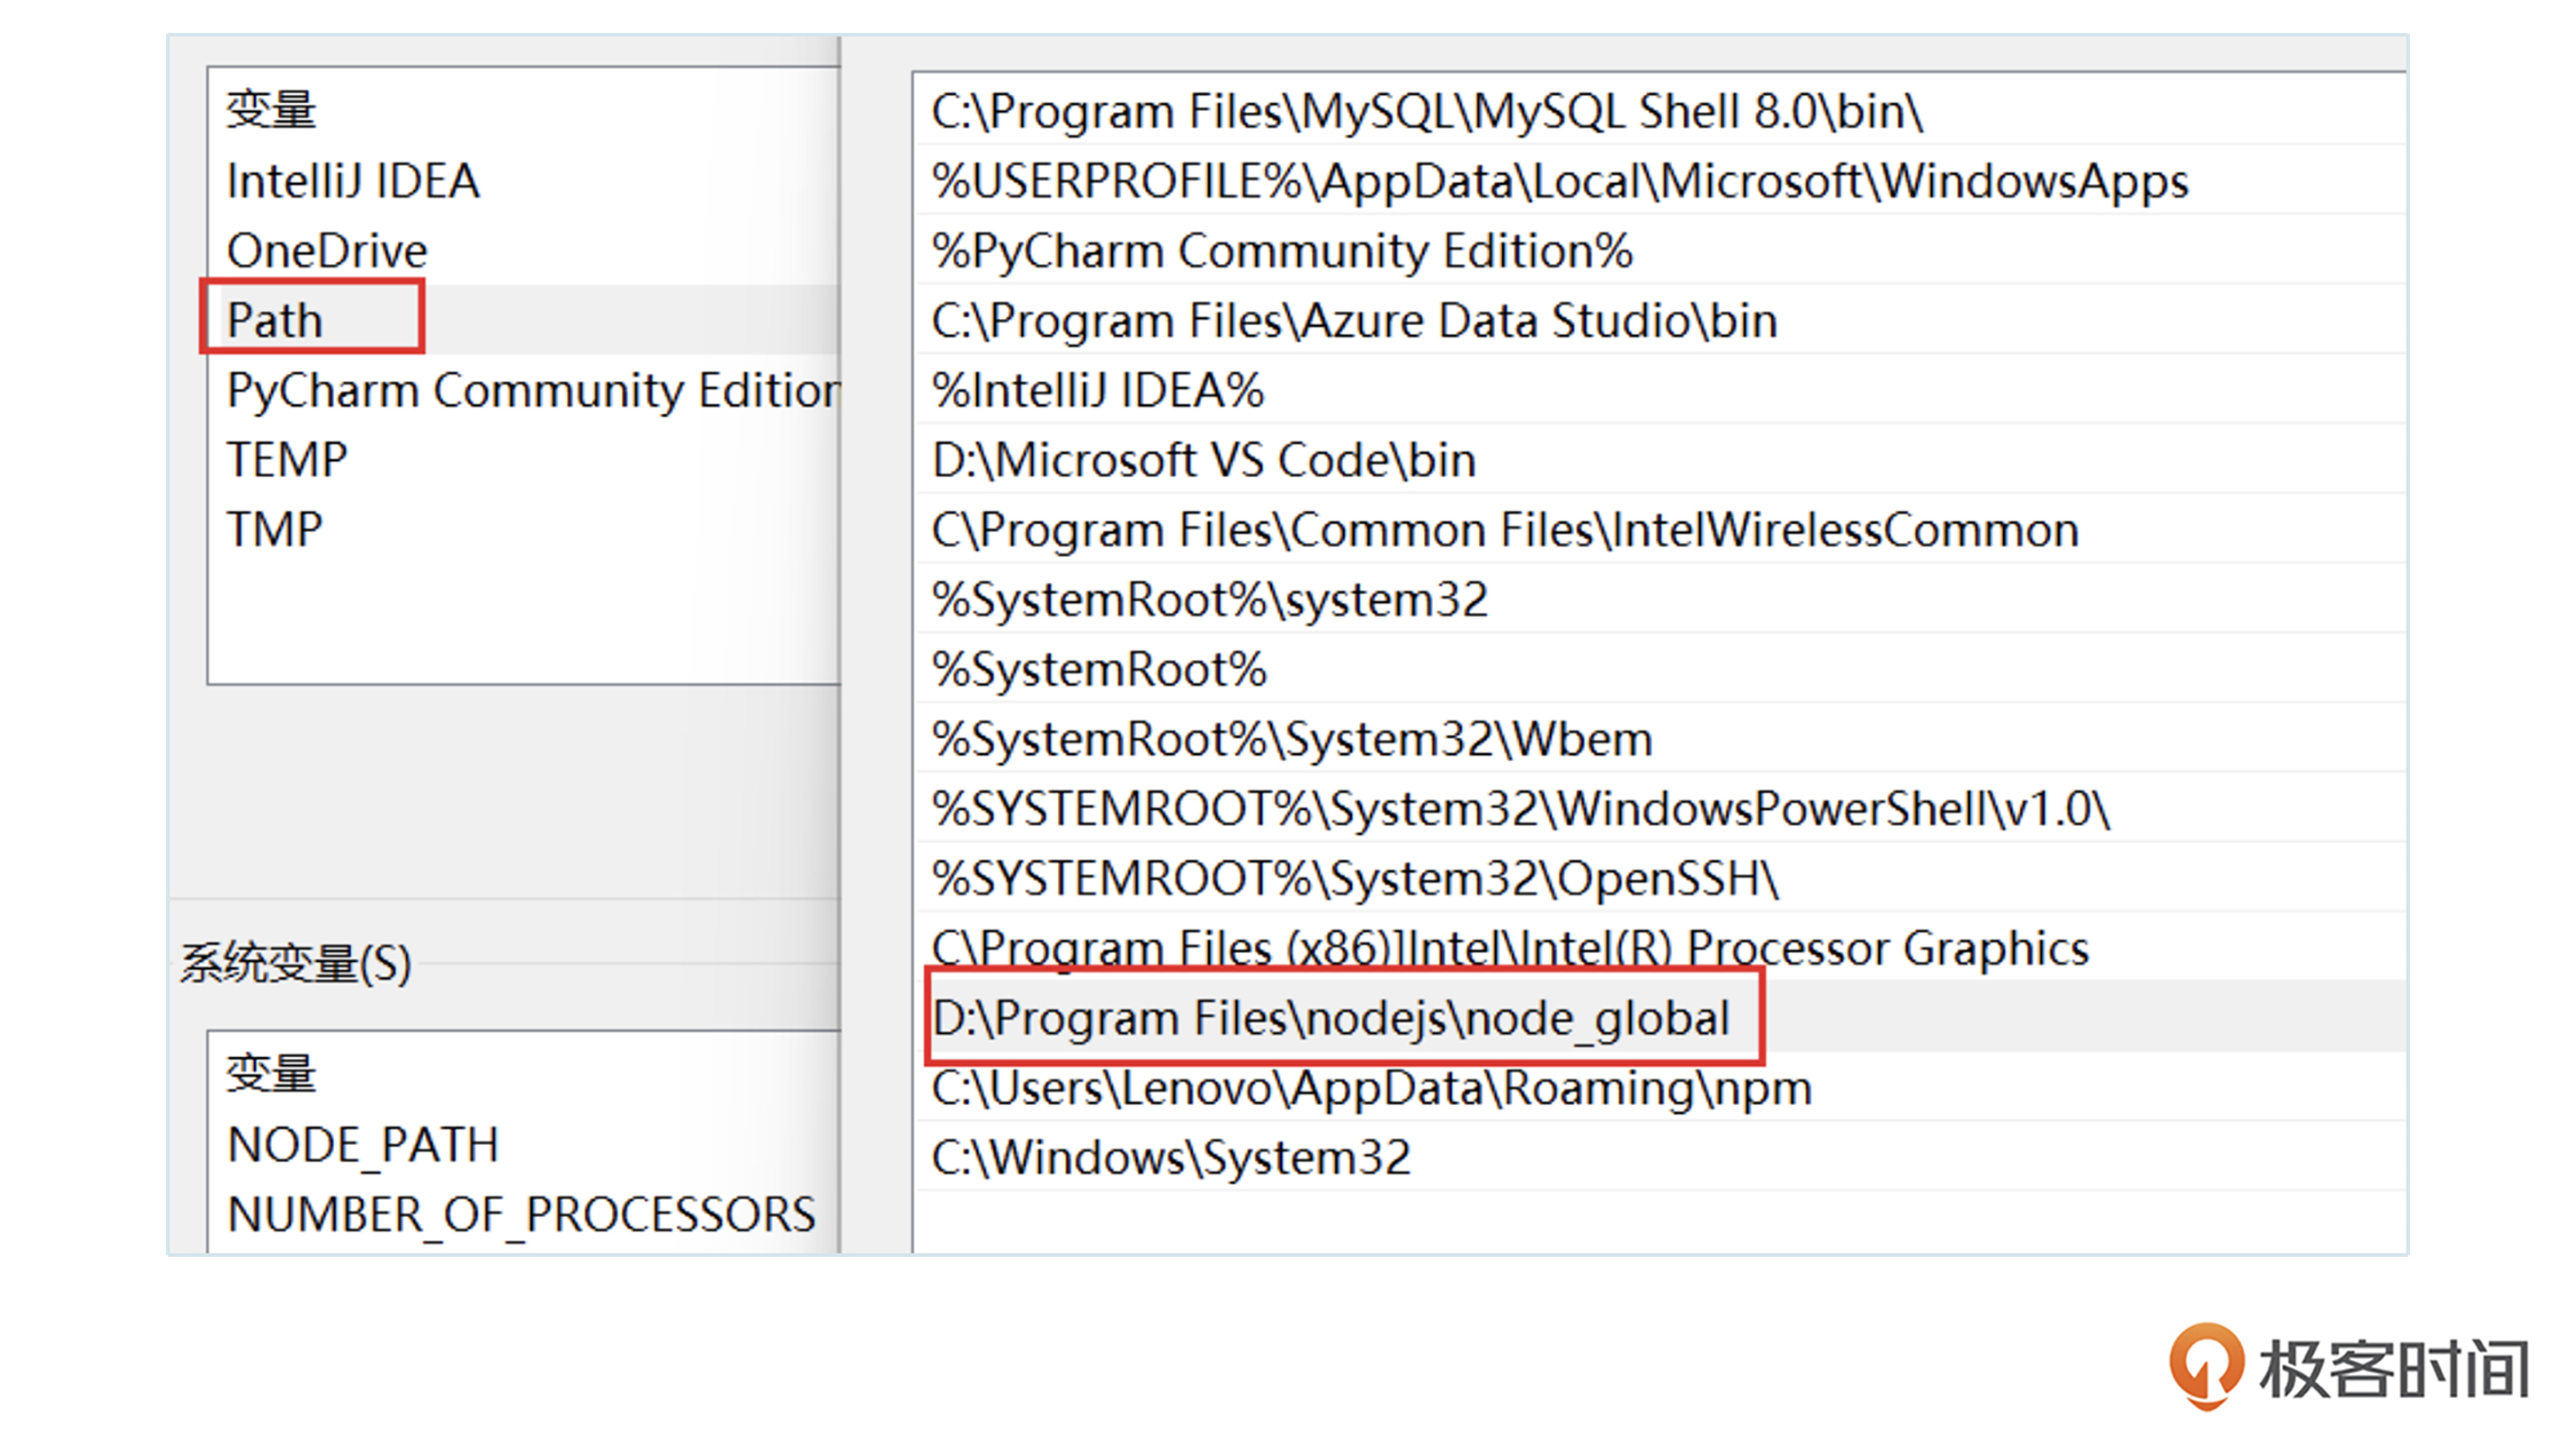 变量
IntelliJ IDEA
OneDrive
Path
PyCharm Community Edition
TEMP
TMP
系统变量(S)
变量
NODE_PATH
NUMBER_OF_PROCESSORS
C:\Program Files\MySQL\MySQL Shell 8.0\bin\
%USERPROFILE%\AppData\Local\Microsoft\WindowsApps
%PyCharm Community Edition%
C:\Program Files\Azure Data Studio\bin
%IntelliJ IDEA%
D:\Microsoft VS Code\bin
C\Program Files\Common Files\IntelWirelessCommon
%SystemRoot%\system32
%SystemRoot%
%SystemRoot%\System32\Wbem
%SYSTEMROOT%\System32\WindowsPowerShell\v1.0\
%SYSTEMROOT%\System32\OpenSSH\
C\Program Files (x86)]Intel\Intel(R) Processor Graphics
D:\Program Files\nodejs\node_global
C:\Users\Lenovo\AppData\Roaming\npm
C:\Windows\System32
极客时间